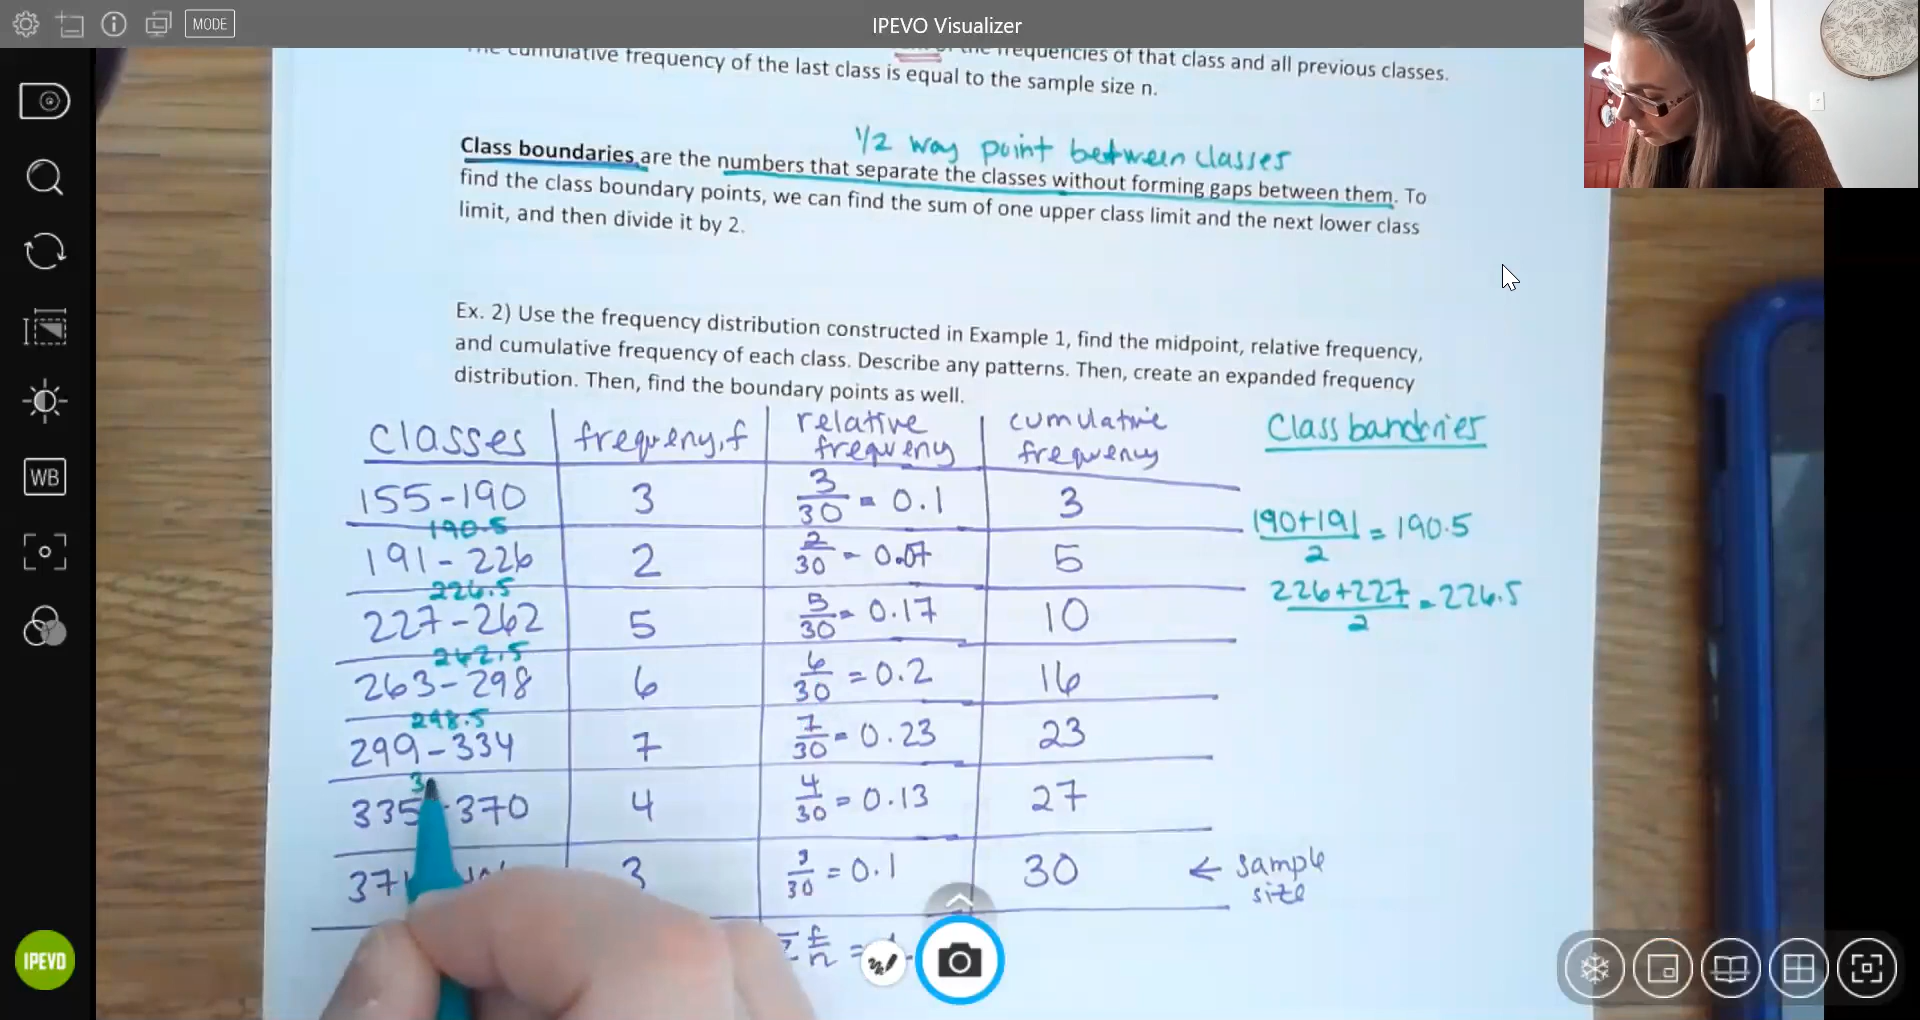 MODE
IPEVO Visualizer
The cumulative frequency of the last class is equal to the sample size n.
the frequencies of that class and all previous classes.
1/2 way point between classes
Class boundaries are the numbers that separate the classes without forming gaps between them. To
find the class boundary points, we can find the sum of one upper class limit and the next lower class
limit, and then divide it by 2.
Ex. 2) Use the frequency distribution constructed in Example 1, find the midpoint, relative frequency,
and cumulative frequency of each class. Describe any patterns. Then, create an expanded frequency
distribution. Then, find the boundary points as well.
classes frequeny,f relative frequeny cumulative frequency
Class bandries
155-190 3 3/30 = 0.1 3
190.5
190+191/2 = 190.5
191-226 2 2/30 = 0.07 5
226.5
226+227/2 = 226.5
227-262 5 5/30 = 0.17 10
262.5
263-298 6 6/30 = 0.2 16
298.5
299-334 7 7/30 = 0.23 23
3
335-370 4 4/30 = 0.13 27
371 3 3/30 = 0.1 30 ← sample size
Σ f/n =
WB
IPEVO